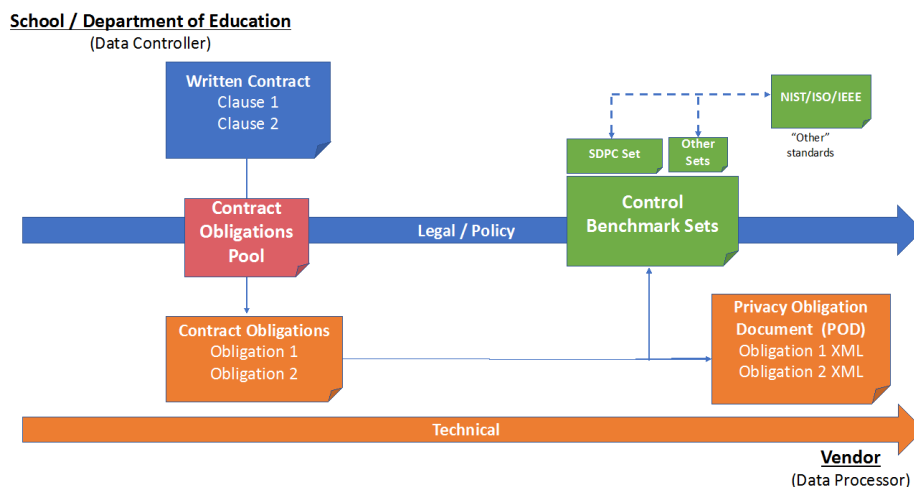 School / Department of Education
(Data Controller)
Written Contract
Clause 1
Clause 2
NIST/ISO/IEEE
“Other”
standards
SDPC Set
Other
Sets
Contract
Obligations
Pool
Legal / Policy
Control
Benchmark Sets
Contract Obligations
Obligation 1
Obligation 2
Privacy Obligation
Document (POD)
Obligation 1 XML
Obligation 2 XML
Technical
Vendor
(Data Processor)